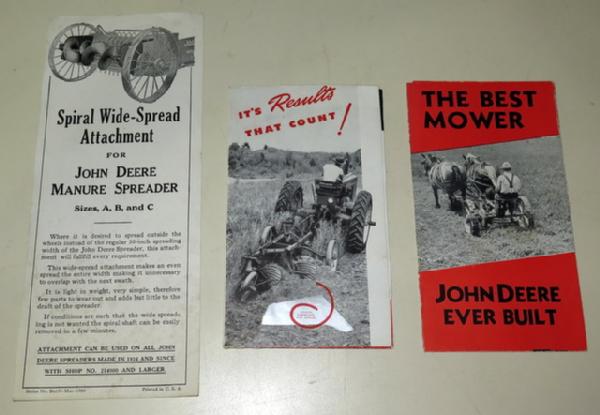 Spiral Wide-Spread
Attachment
FOR
JOHN DEERE
MANURE SPREADER
Sizes, A, B, and C
Where it is desired to spread outside the
wheels instead of the regular
width of the John Deere Spreader, this attach-
ment will fulfill every requirement.
This wide-spread attachment makes an even
spread the entire width making it unnecessary
to overlap with the next swath.
It is light in weight, very simple, therefore
few parts to wear out and adds but little to the
draft of the spreader.
If conditions are such that the wide spread-
ing is not wanted the spiral shaft can be easily
removed in a few minutes.
ATTACHMENT CAN BE USED ON ALL JOHN
DEERE SPREADERS MADE IN AND SINCE
WITH SHOP NO. AND LARGER
Printed in U. S. A.
IT'S Results
THAT COUNT!
THE BEST
MOWER
JOHN DEERE
EVER BUILT